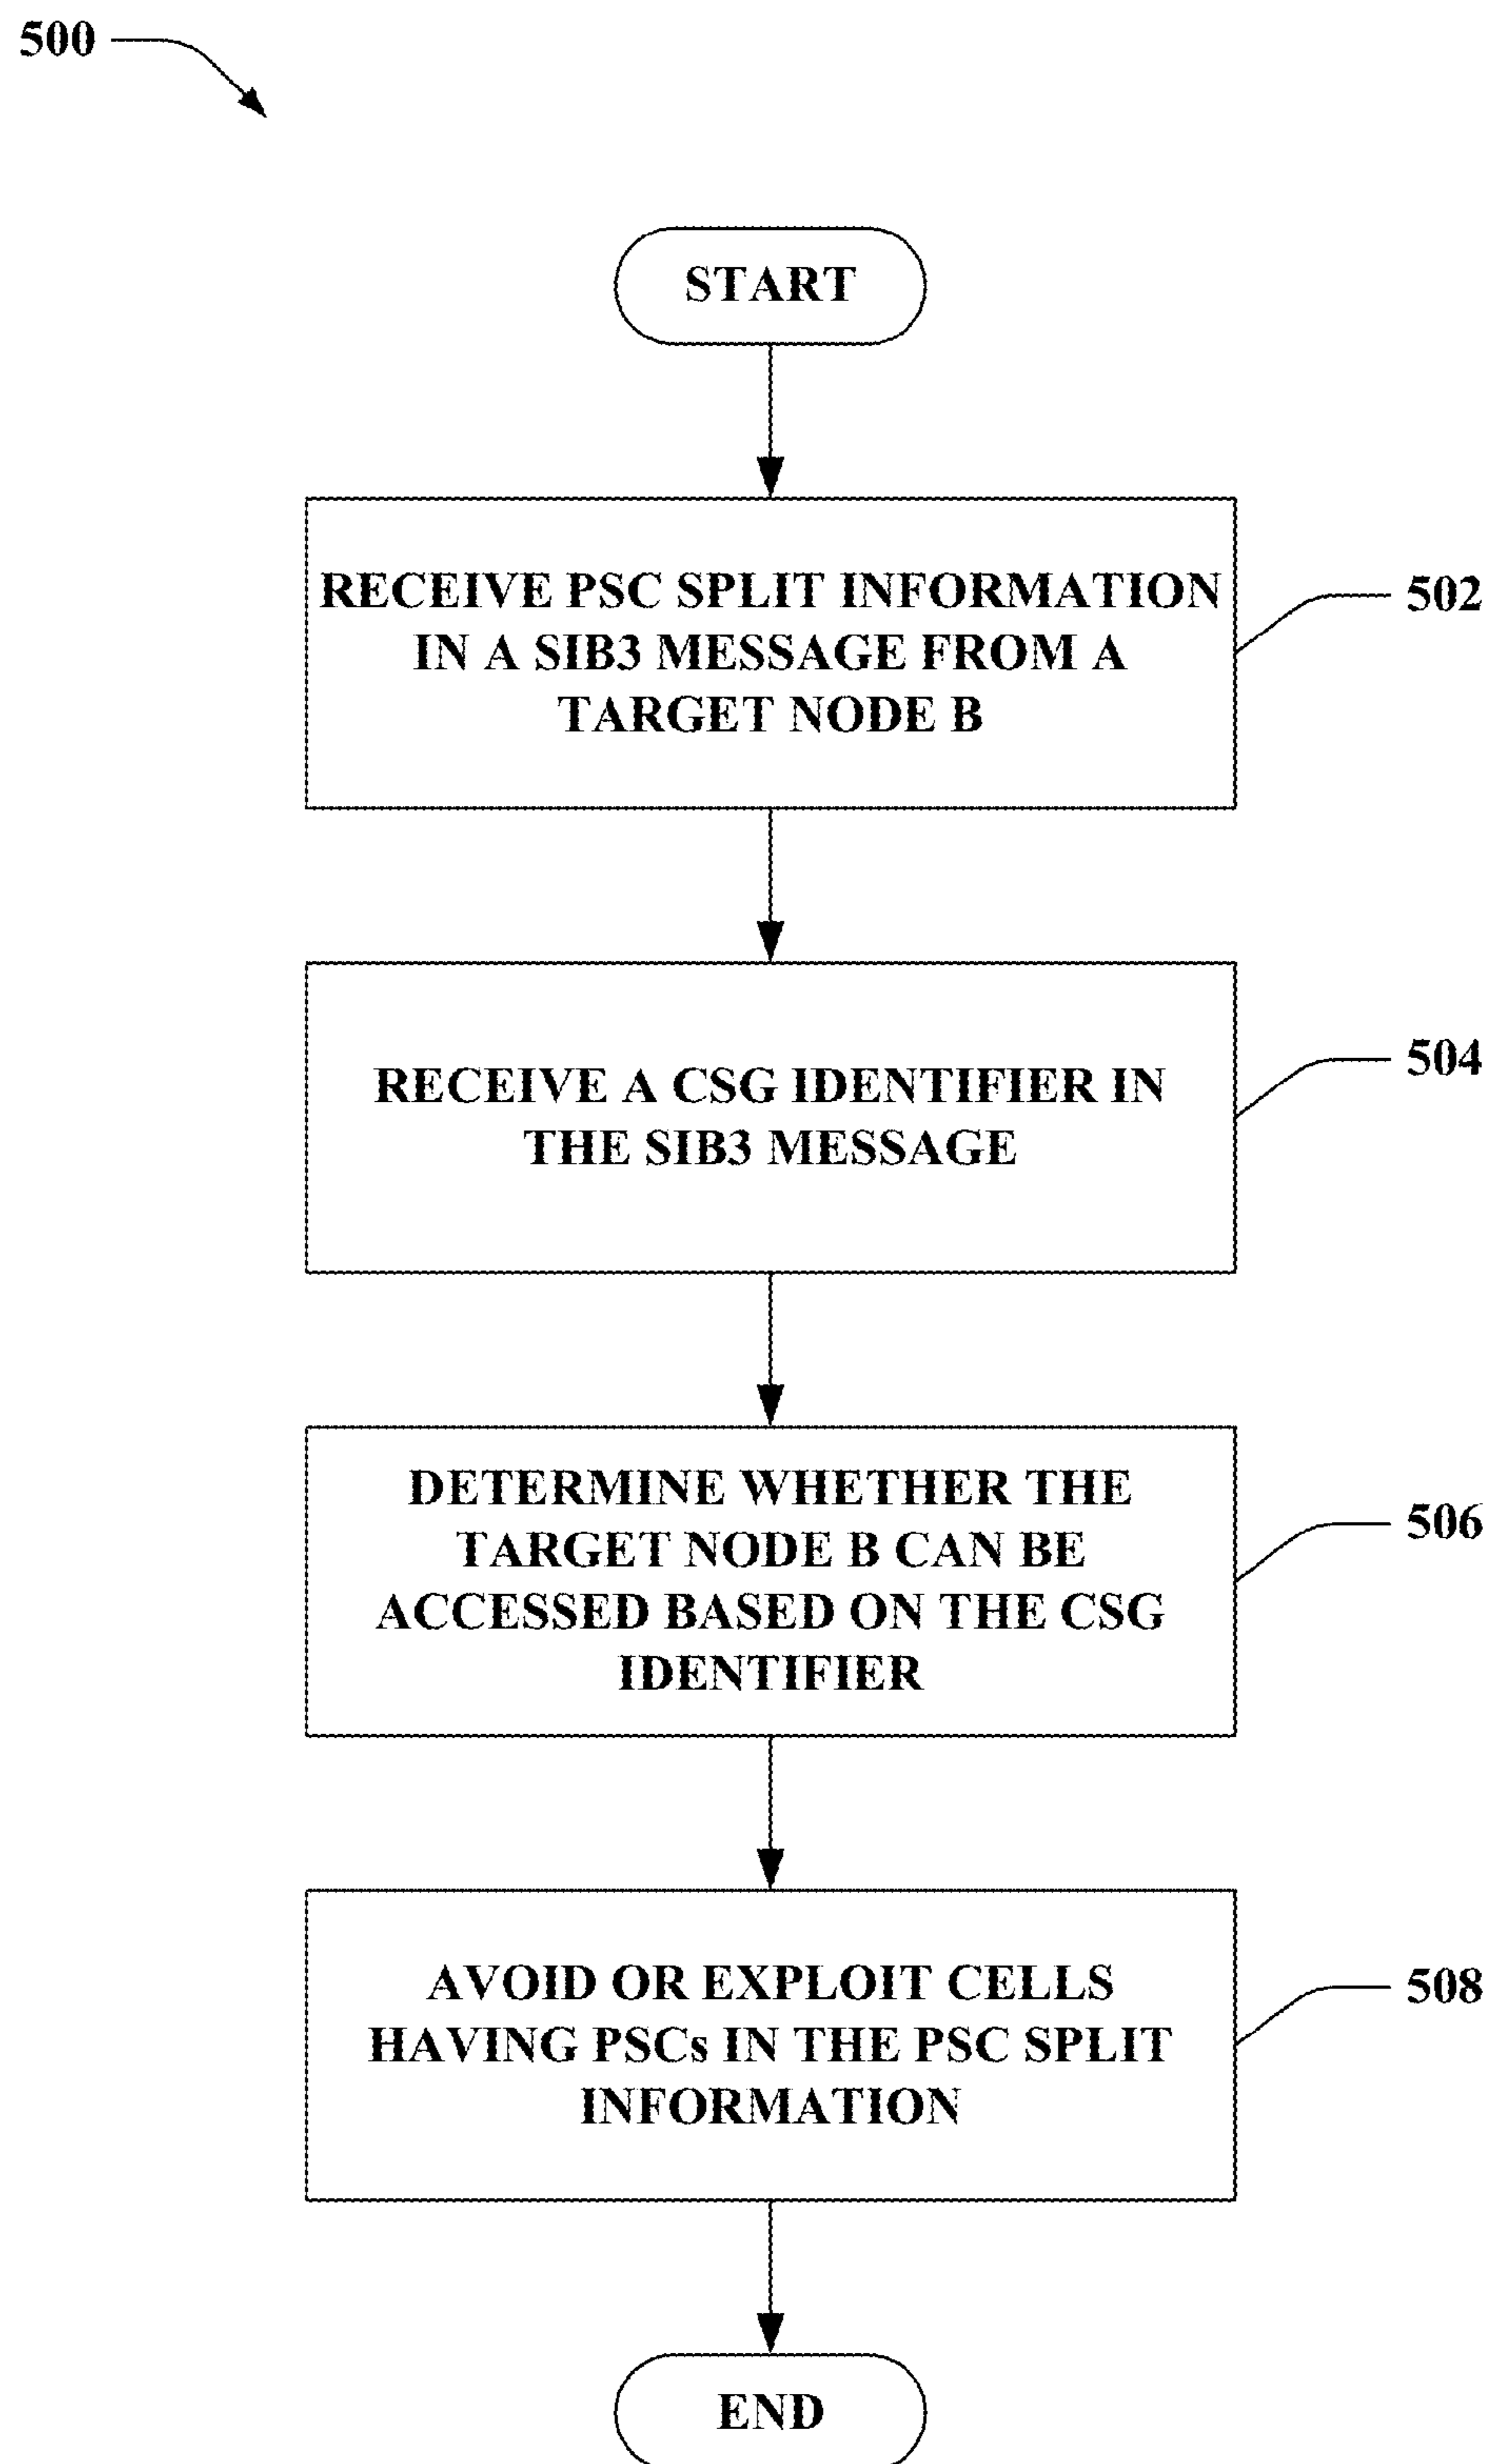 500
START
RECEIVE PSC SPLIT INFORMATION
IN A SIB3 MESSAGE FROM A
TARGET NODE B
502
RECEIVE A CSG IDENTIFIER IN
THE SIB3 MESSAGE
504
DETERMINE WHETHER THE
TARGET NODE B CAN BE
ACCESSED BASED ON THE CSG
IDENTIFIER
506
AVOID OR EXPLOIT CELLS
HAVING PSCs IN THE PSC SPLIT
INFORMATION
508
END